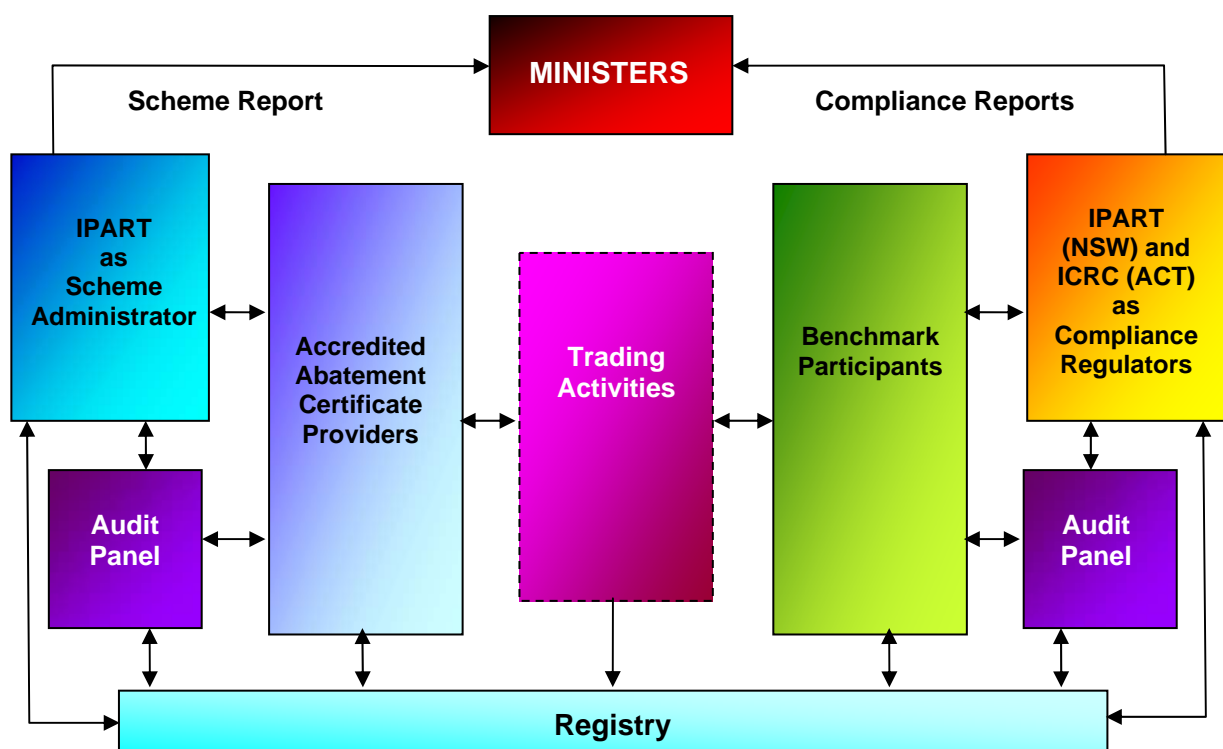 MINISTERS
Scheme Report
Compliance Reports
IPART
as
Scheme
Administrator
Accredited
Abatement
Certificate
Providers
Trading
Activities
Benchmark
Participants
IPART
(NSW) and
ICRC (ACT)
as
Compliance
Regulators
Audit
Panel
Audit
Panel
Registry